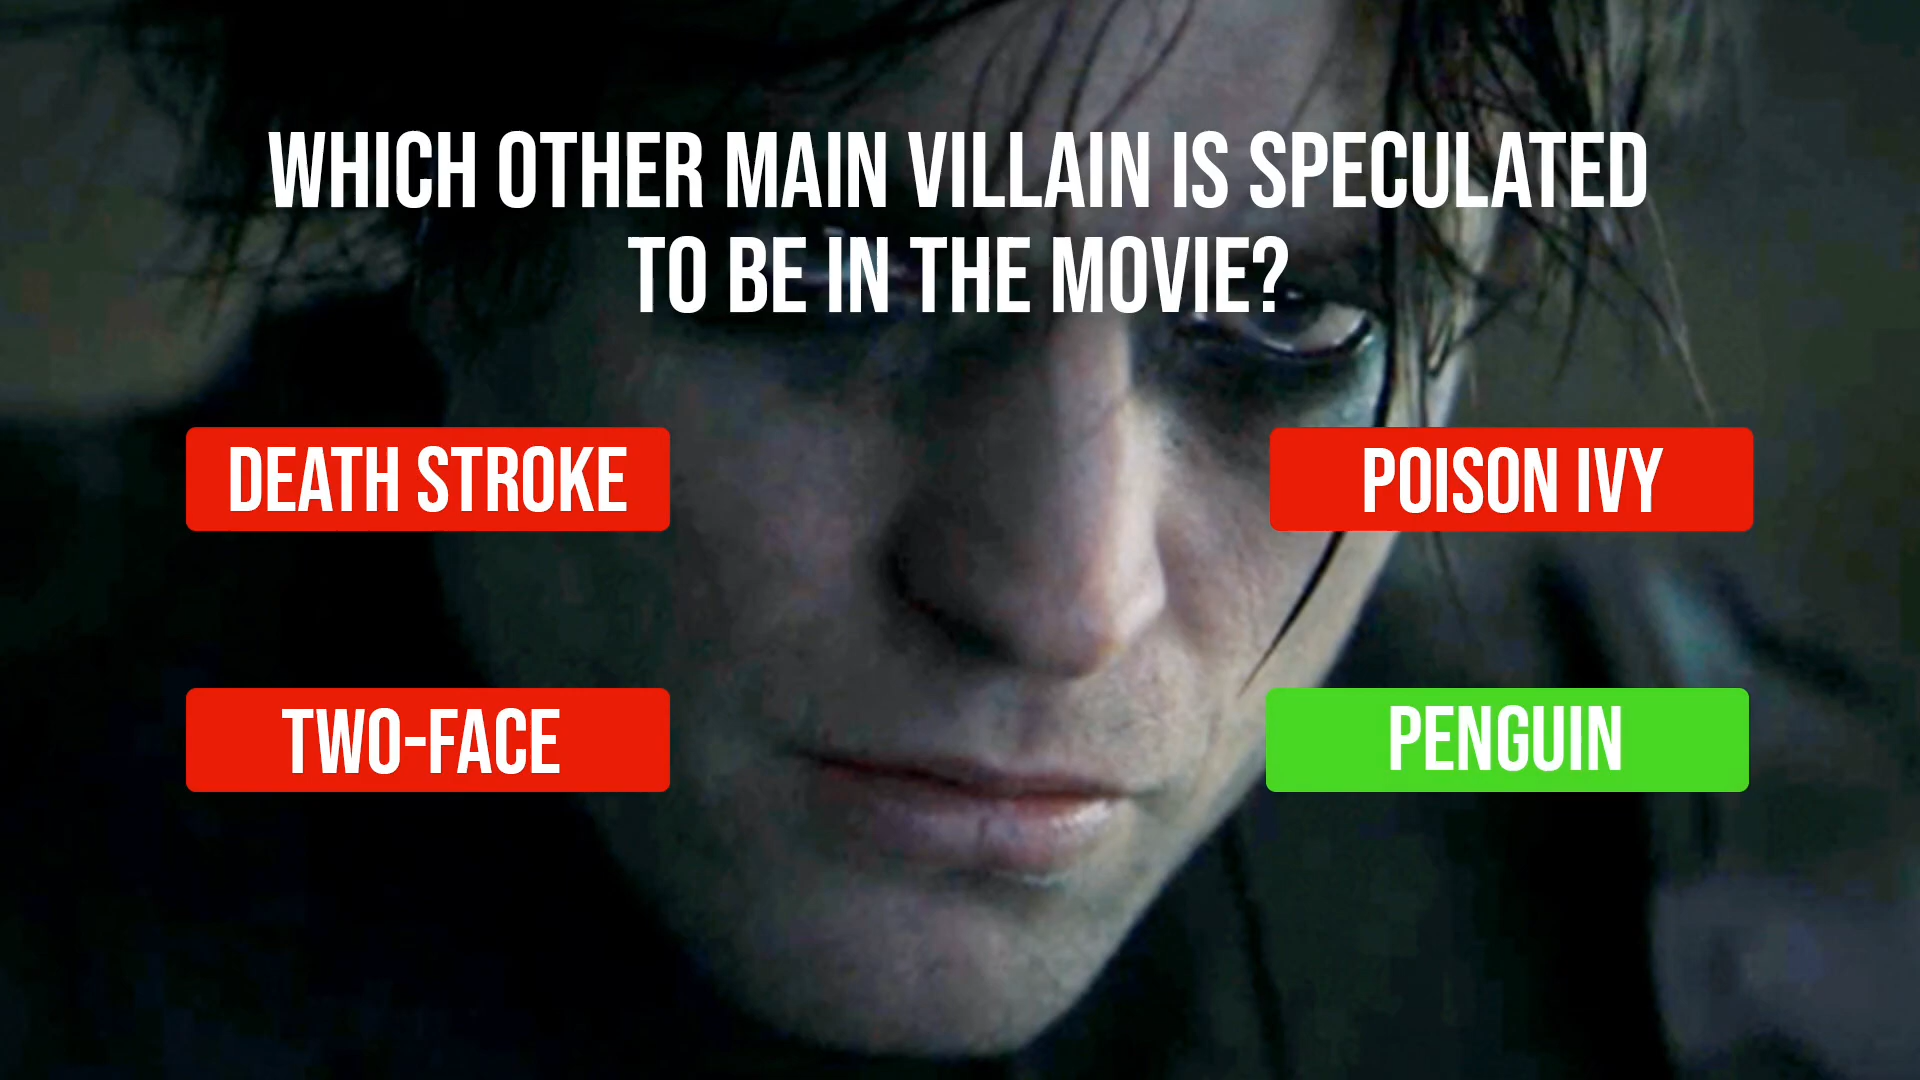 WHICH OTHER MAIN VILLAIN IS SPECULATED
TO BE IN THE MOVIE?
DEATH STROKE
POISON IVY
TWO-FACE
PENGUIN